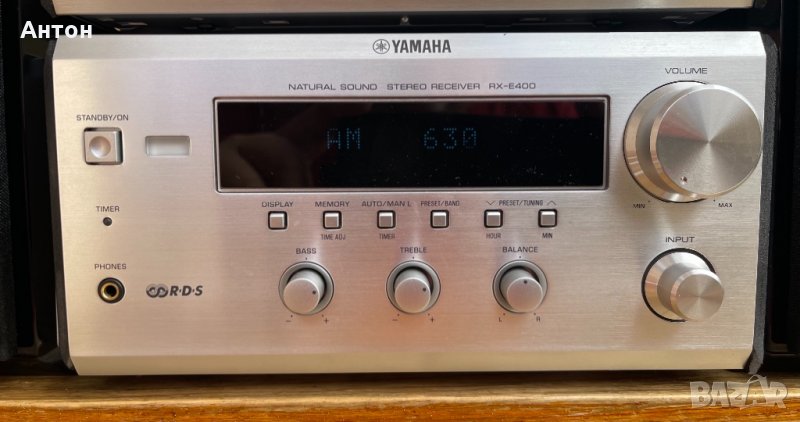 Антон
YAMAHA
NATURAL SOUND STEREO RECEIVER RX-E400
VOLUME
STANDBY/ON
AM 630
MIN MAX
TIMER
DISPLAY MEMORY AUTO/MAN L PRESET/BAND ∨ PRESET/TUNING ∧
TIME ADJ TIMER HOUR MIN
PHONES
BASS TREBLE BALANCE
INPUT
R·D·S
− + − + L R
BAZAR